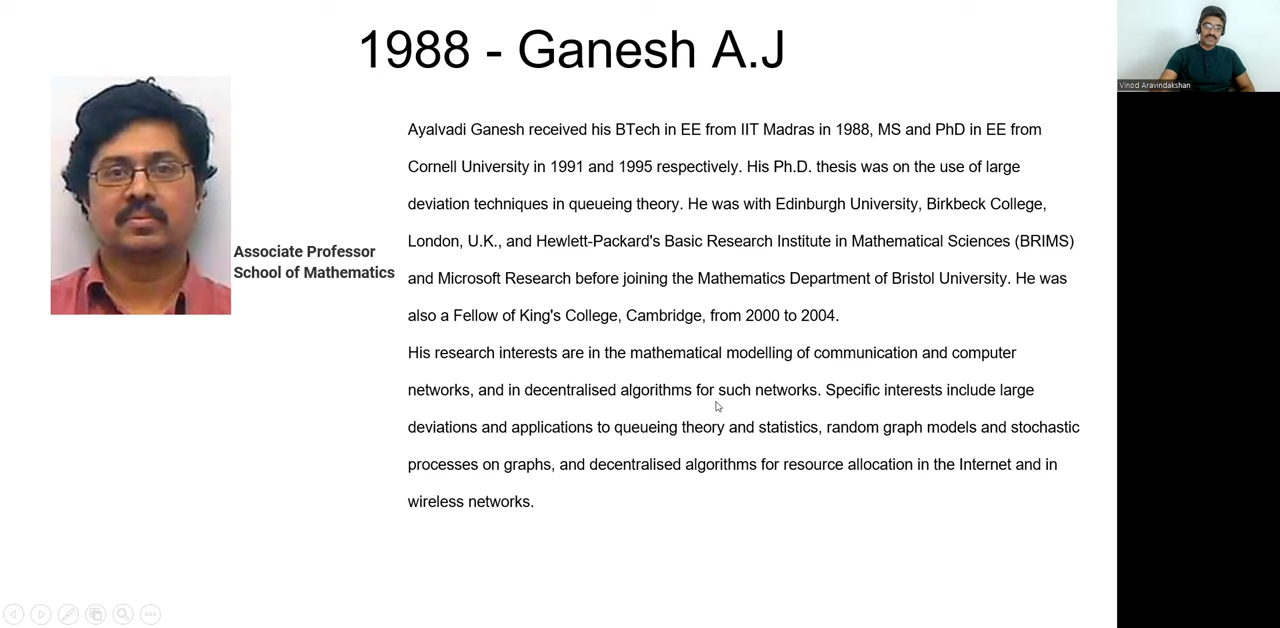 1988 - Ganesh A.J
Vinod Aravindakshan
Associate Professor
School of Mathematics
Ayalvadi Ganesh received his BTech in EE from IIT Madras in 1988, MS and PhD in EE from
Cornell University in 1991 and 1995 respectively. His Ph.D. thesis was on the use of large
deviation techniques in queueing theory. He was with Edinburgh University, Birkbeck College,
London, U.K., and Hewlett-Packard's Basic Research Institute in Mathematical Sciences (BRIMS)
and Microsoft Research before joining the Mathematics Department of Bristol University. He was
also a Fellow of King's College, Cambridge, from 2000 to 2004.
His research interests are in the mathematical modelling of communication and computer
networks, and in decentralised algorithms for such networks. Specific interests include large
deviations and applications to queueing theory and statistics, random graph models and stochastic
processes on graphs, and decentralised algorithms for resource allocation in the Internet and in
wireless networks.